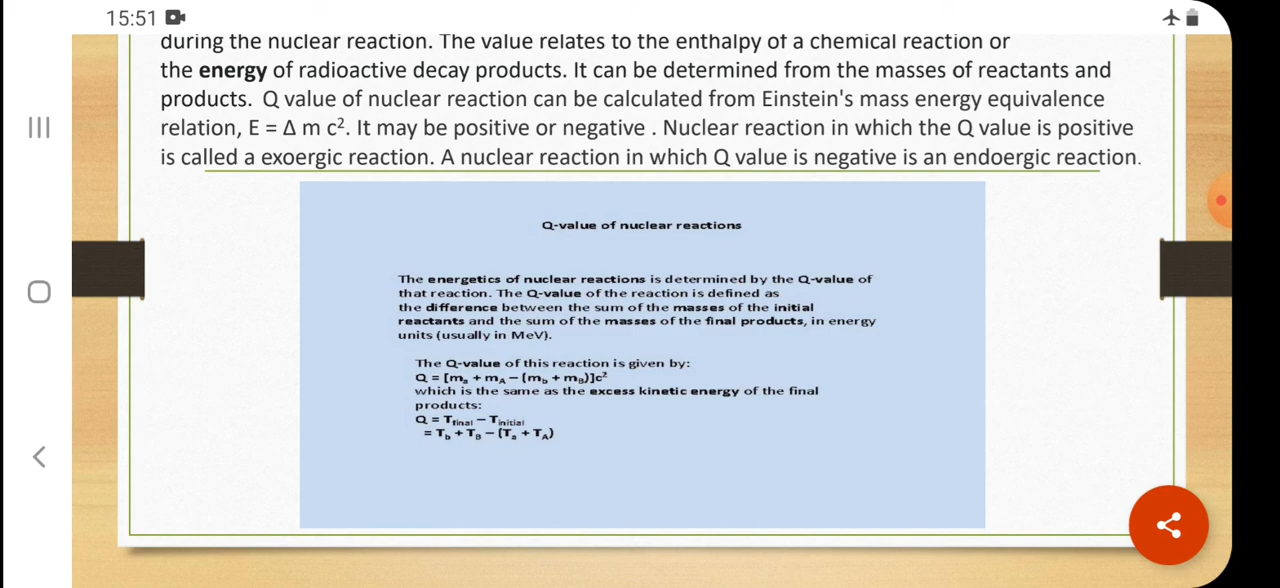 15:51
during the nuclear reaction. The value relates to the enthalpy of a chemical reaction or
the energy of radioactive decay products. It can be determined from the masses of reactants and
products. Q value of nuclear reaction can be calculated from Einstein's mass energy equivalence
relation, E = Δ m c². It may be positive or negative . Nuclear reaction in which the Q value is positive
is called a exoergic reaction. A nuclear reaction in which Q value is negative is an endoergic reaction.
Q-value of nuclear reactions
The energetics of nuclear reactions is determined by the Q-value of
that reaction. The Q-value of the reaction is defined as
the difference between the sum of the masses of the initial
reactants and the sum of the masses of the final products, in energy
units (usually in MeV).
The Q-value of this reaction is given by:
Q = [mₐ + m_A – (m_b + m_B)]c²
which is the same as the excess kinetic energy of the final
products:
Q = T_final – T_initial
= T_b + T_B – (Tₐ + T_A)